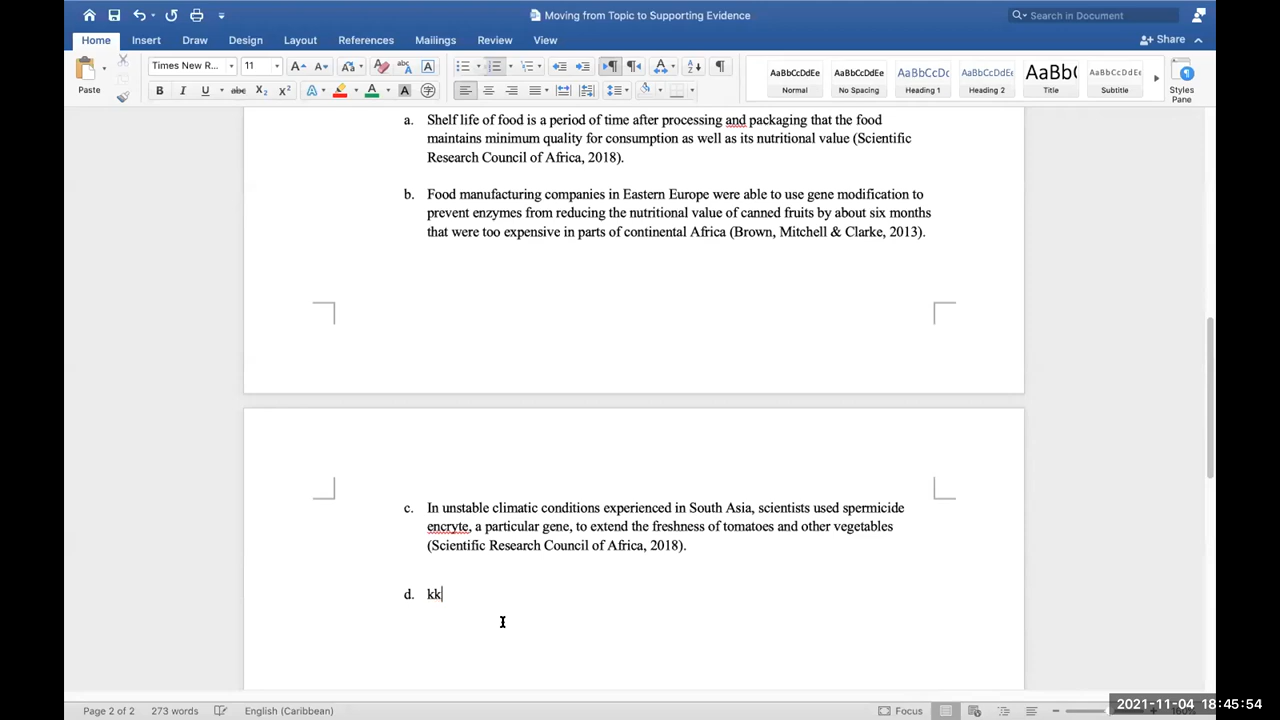 Moving from Topic to Supporting Evidence
Search in Document
Home Insert Draw Design Layout References Mailings Review View
Share
Paste
Times New R... 11
AaBbCcDdEe AaBbCcDdEe AaBbCcDc AaBbCcDdEe AaBb( AaBbCcDdEe
Normal No Spacing Heading 1 Heading 2 Title Subtitle
Styles
Pane
a. Shelf life of food is a period of time after processing and packaging that the food
maintains minimum quality for consumption as well as its nutritional value (Scientific
Research Council of Africa, 2018).
b. Food manufacturing companies in Eastern Europe were able to use gene modification to
prevent enzymes from reducing the nutritional value of canned fruits by about six months
that were too expensive in parts of continental Africa (Brown, Mitchell & Clarke, 2013).
c. In unstable climatic conditions experienced in South Asia, scientists used spermicide
encryte, a particular gene, to extend the freshness of tomatoes and other vegetables
(Scientific Research Council of Africa, 2018).
d. kk
Page 2 of 2 273 words English (Caribbean) Focus
2021-11-04 18:45:54